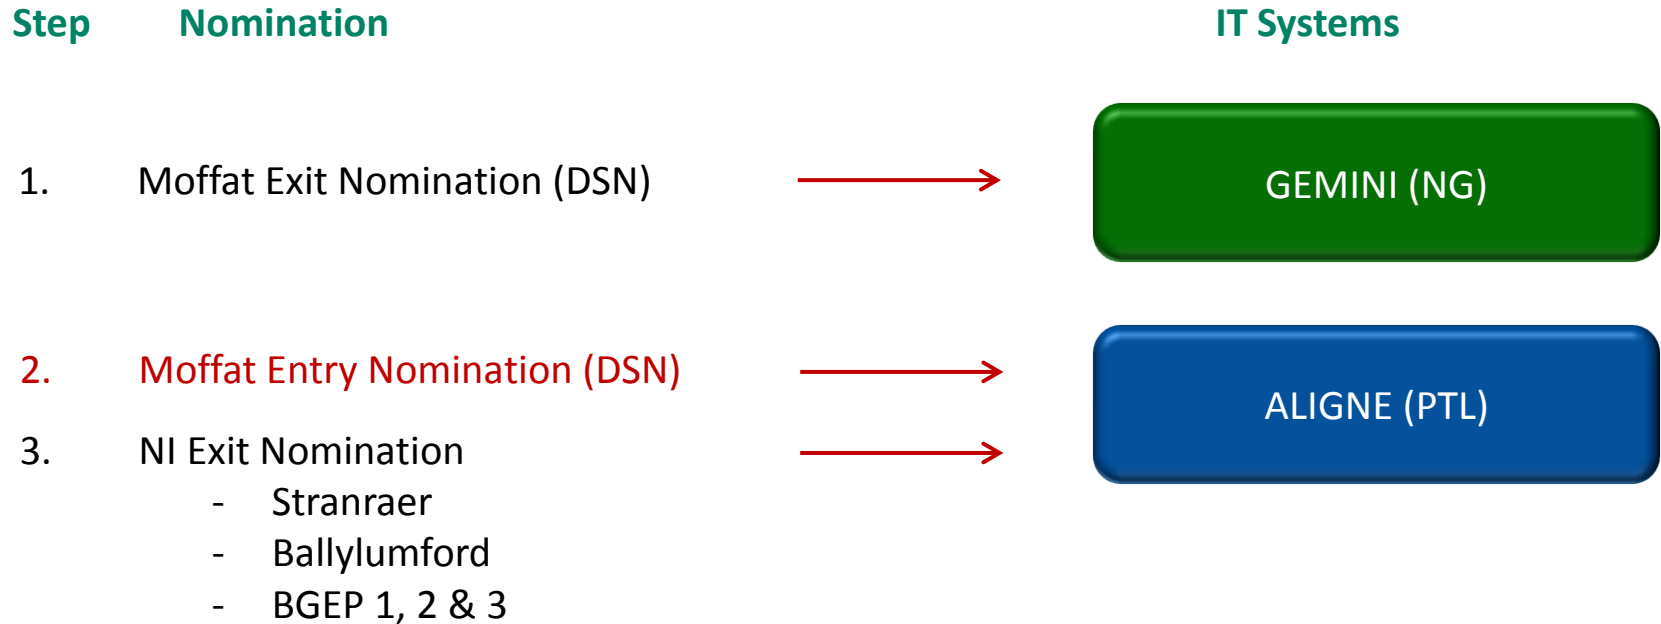 Step Nomination IT Systems
1. Moffat Exit Nomination (DSN) GEMINI (NG)
2. Moffat Entry Nomination (DSN)
ALIGNE (PTL)
3. NI Exit Nomination
- Stranraer
- Ballylumford
- BGEP 1, 2 & 3